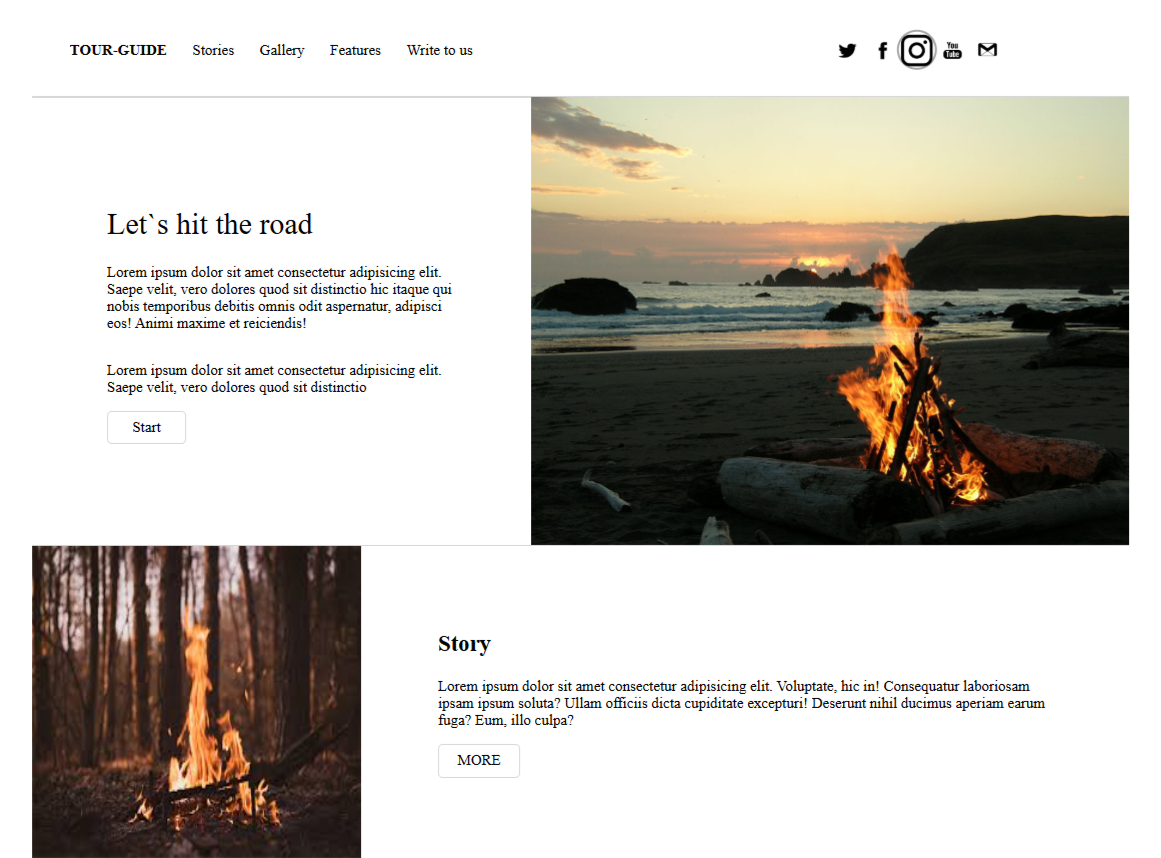 TOUR-GUIDE Stories Gallery Features Write to us
You
Tube
Let`s hit the road
Lorem ipsum dolor sit amet consectetur adipisicing elit.
Saepe velit, vero dolores quod sit distinctio hic itaque qui
nobis temporibus debitis omnis odit aspernatur, adipisci
eos! Animi maxime et reiciendis!
Lorem ipsum dolor sit amet consectetur adipisicing elit.
Saepe velit, vero dolores quod sit distinctio
Start
Story
Lorem ipsum dolor sit amet consectetur adipisicing elit. Voluptate, hic in! Consequatur laboriosam
ipsam ipsum soluta? Ullam officiis dicta cupiditate excepturi! Deserunt nihil ducimus aperiam earum
fuga? Eum, illo culpa?
MORE